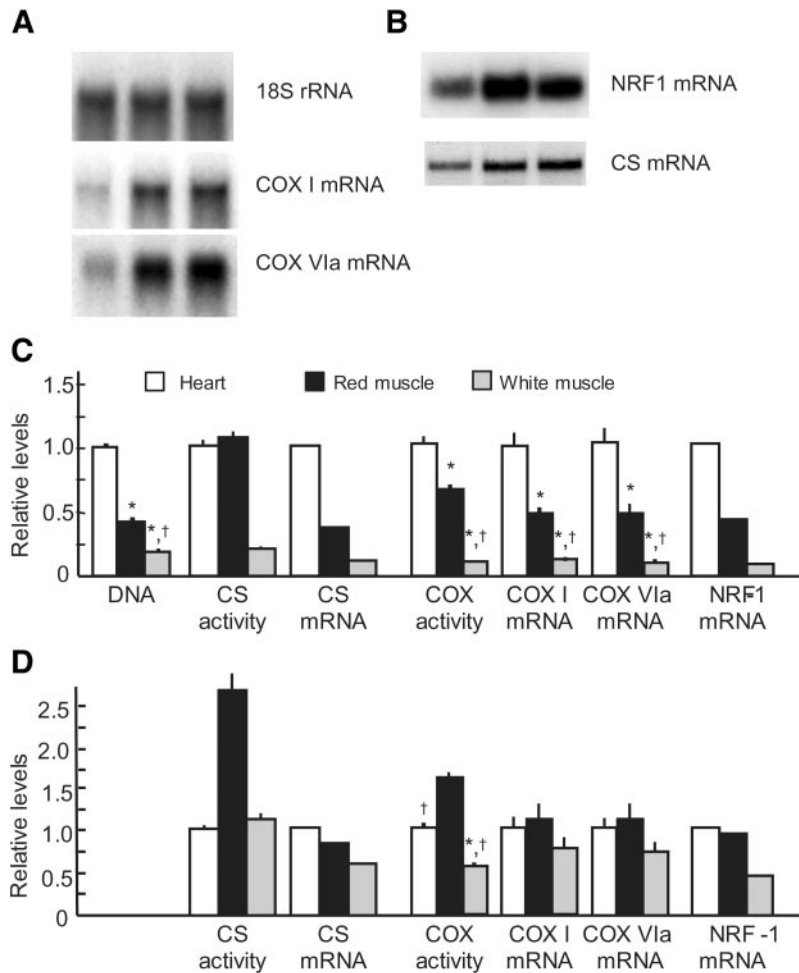 A
B
18S rRNA
NRF1 mRNA
COX I mRNA
CS mRNA
COX VIa mRNA
C
Heart Red muscle White muscle
Relative levels
1.5
1.0
0.5
0
*
*,†
*
*,†
*
*,†
*
*,†
DNA
CS activity
CS mRNA
COX activity
COX I mRNA
COX VIa mRNA
NRF-1 mRNA
D
Relative levels
2.5
2.0
1.5
1.0
0.5
0
†
*,†
CS activity
CS mRNA
COX activity
COX I mRNA
COX VIa mRNA
NRF -1 mRNA